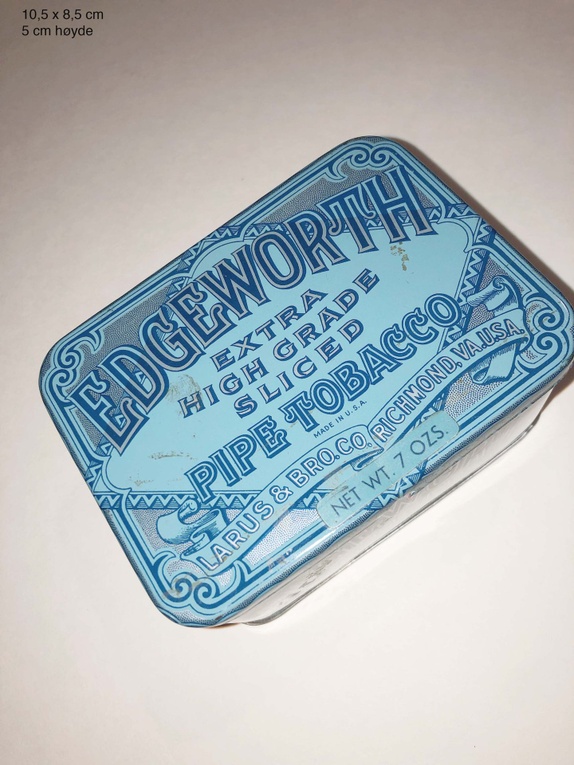 10,5 x 8,5 cm
5 cm høyde
EDGEWORTH
EXTRA
HIGH GRADE
SLICED
PIPE TOBACCO
MADE IN U.S.A.
LARUS & BRO. CO. RICHMOND, VA. U.S.A.
NET WT. 7 OZS.